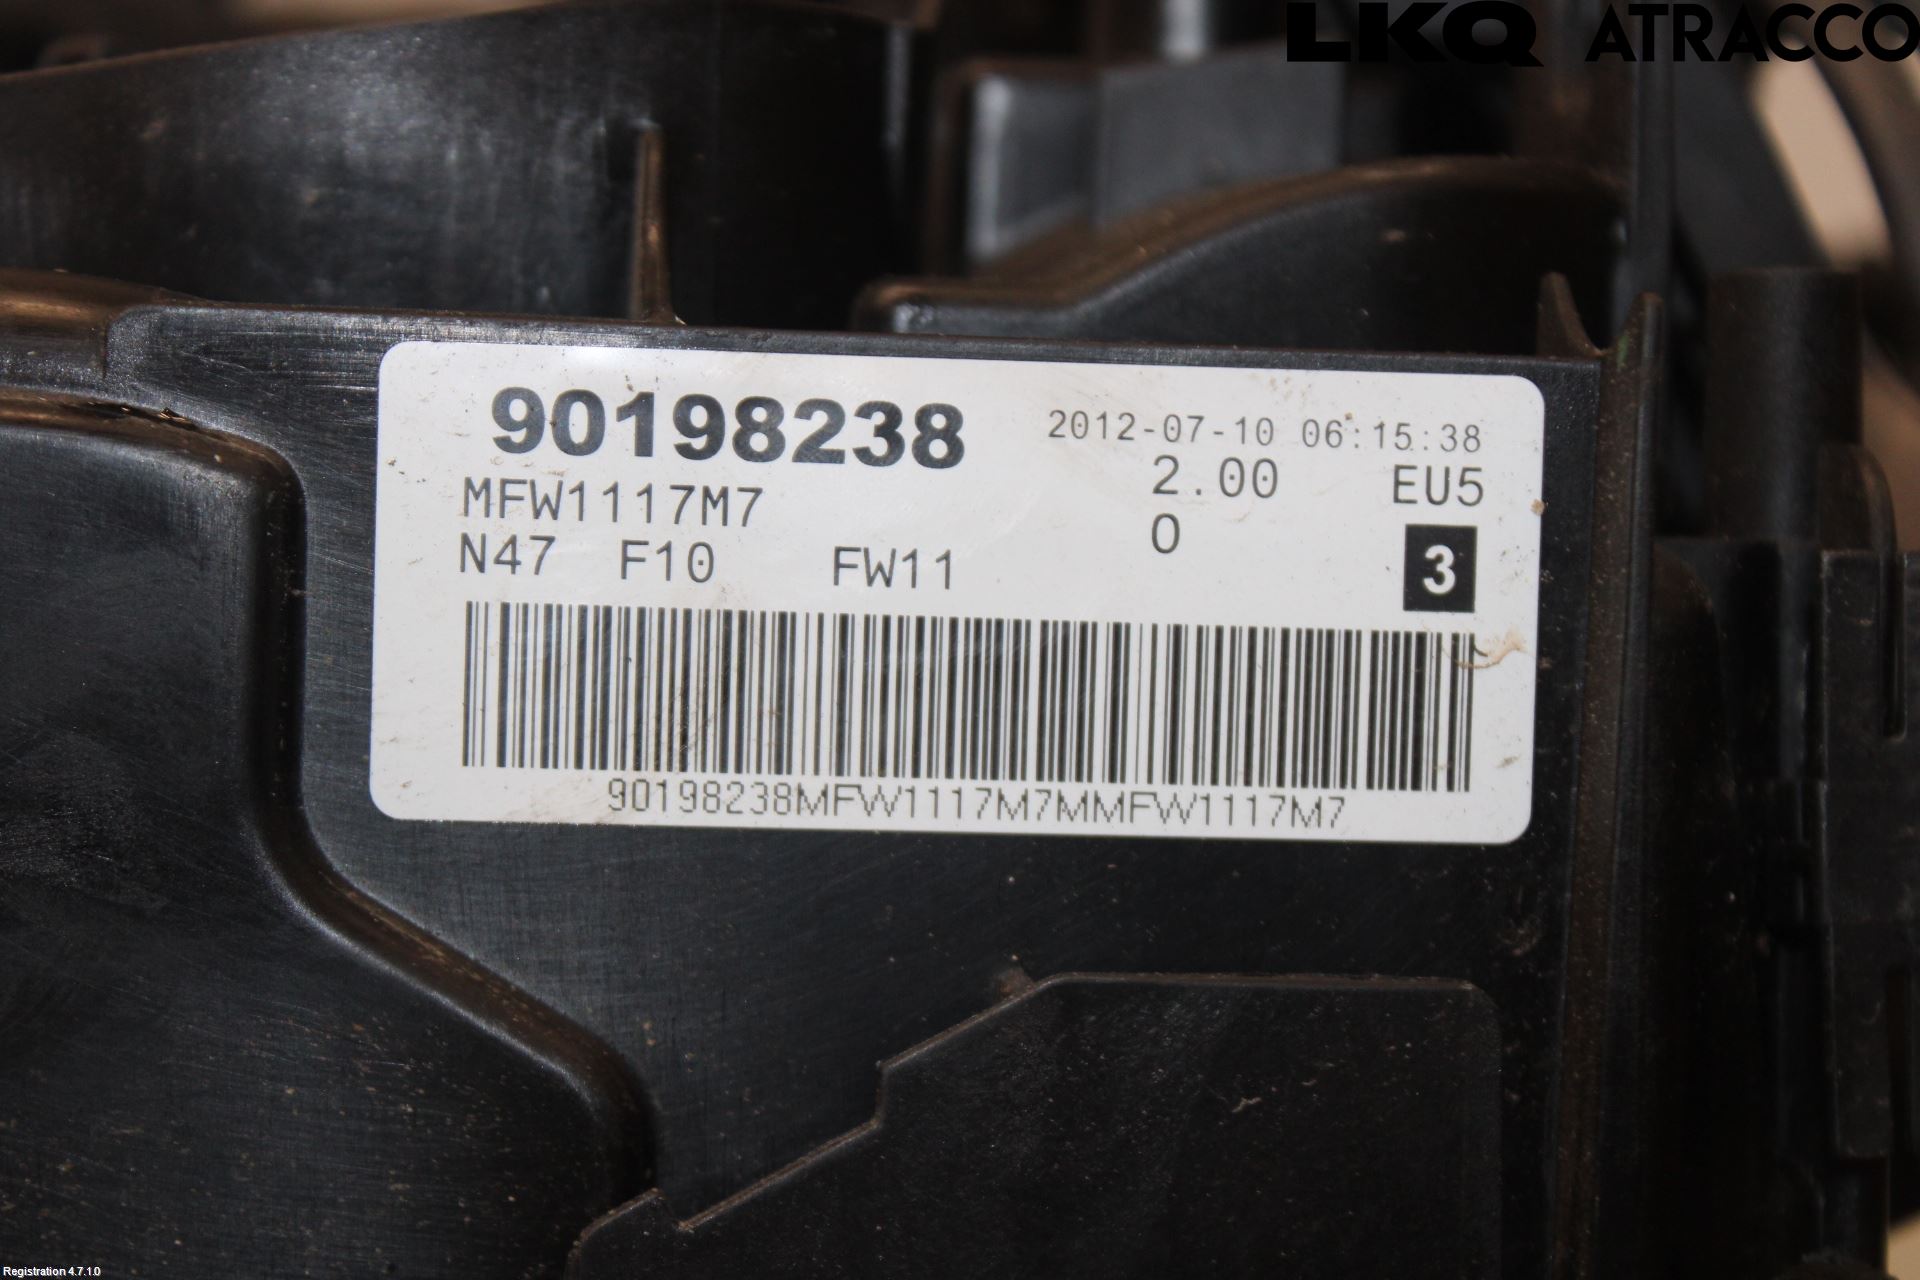 LKQ ATRACCO
90198238 2012-07-10 06:15:38
MFW1117M7 2.00 EU5
N47 F10 FW11 0 3
90198238MFW1117M7MMFW1117M7
Registration 4.7.1.0